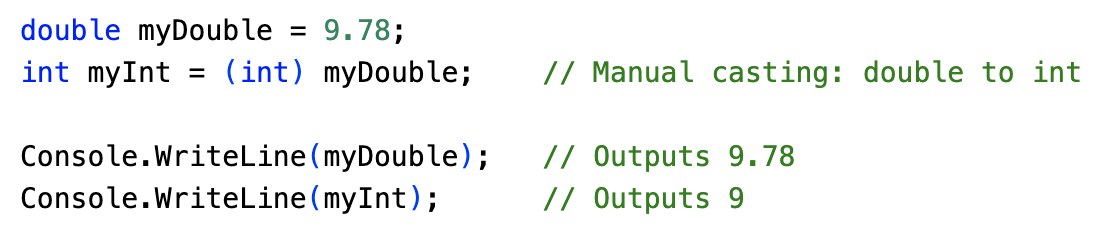 double myDouble = 9.78;
int myInt = (int) myDouble;    // Manual casting: double to int
Console.WriteLine(myDouble);   // Outputs 9.78
Console.WriteLine(myInt);      // Outputs 9